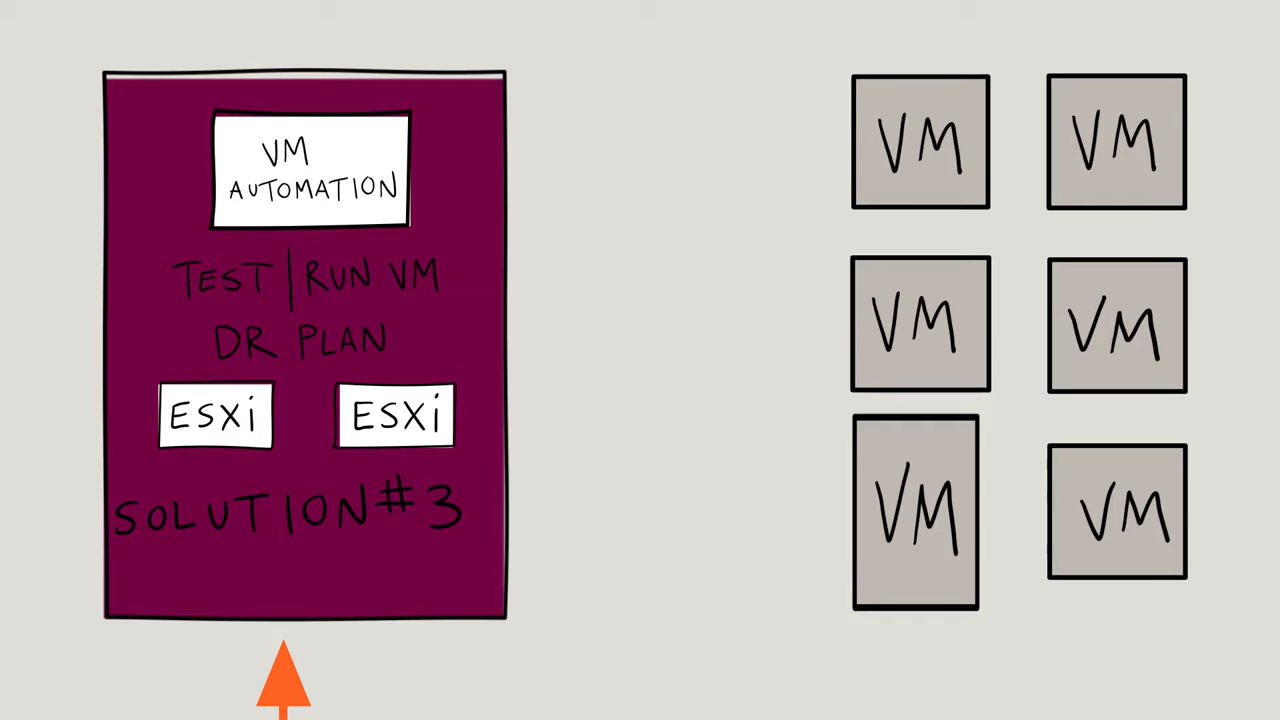 VM
AUTOMATION
TEST | RUN VM
DR PLAN
ESXi ESXi
SOLUTION #3
VM VM
VM VM
VM VM